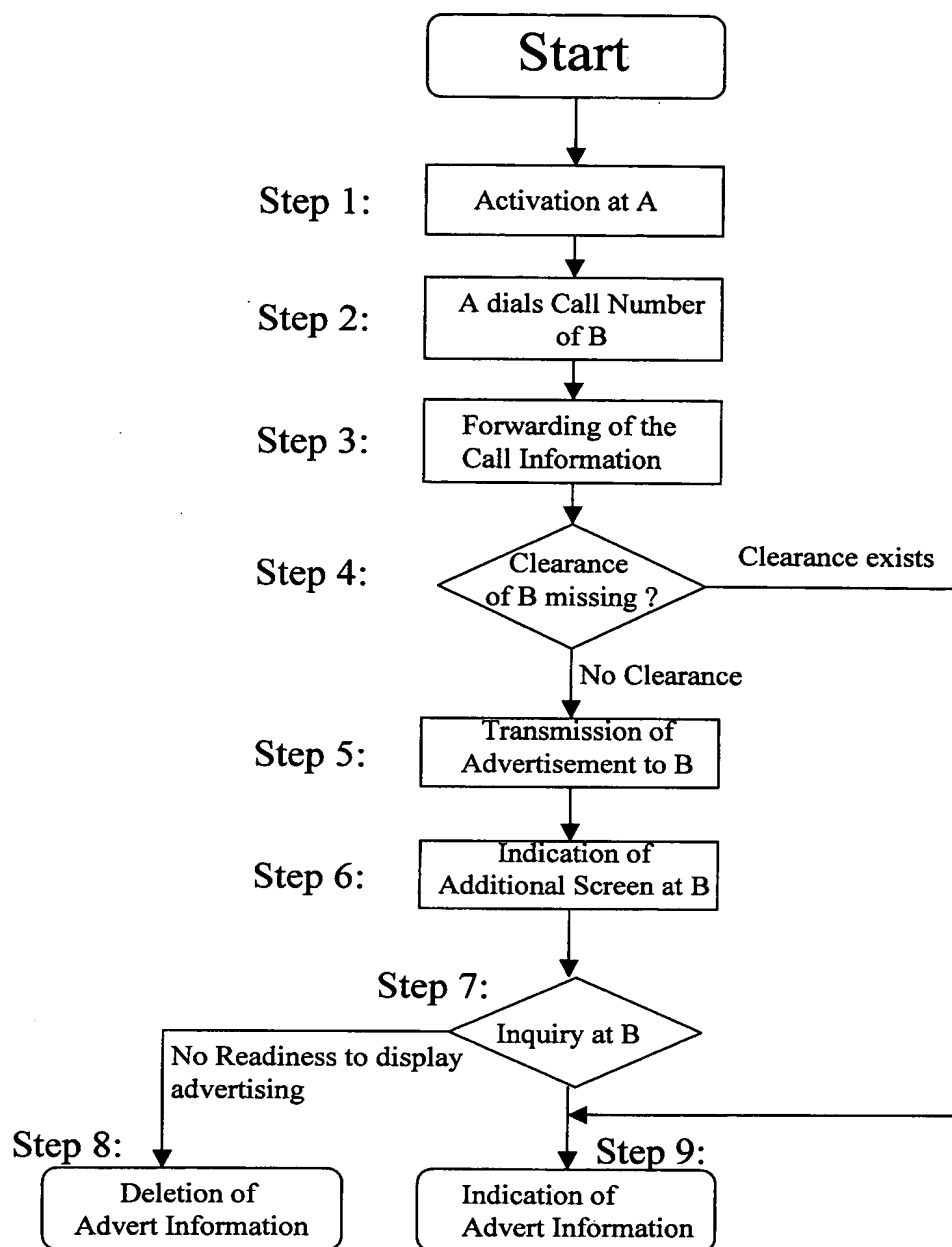 Start
Step 1:
Activation at A
Step 2:
A dials Call Number
of B
Step 3:
Forwarding of the
Call Information
Step 4:
Clearance
of B missing ?
Clearance exists
No Clearance
Step 5:
Transmission of
Advertisement to B
Step 6:
Indication of
Additional Screen at B
Step 7:
Inquiry at B
No Readiness to display
advertising
Step 8:
Deletion of
Advert Information
Step 9:
Indication of
Advert Information